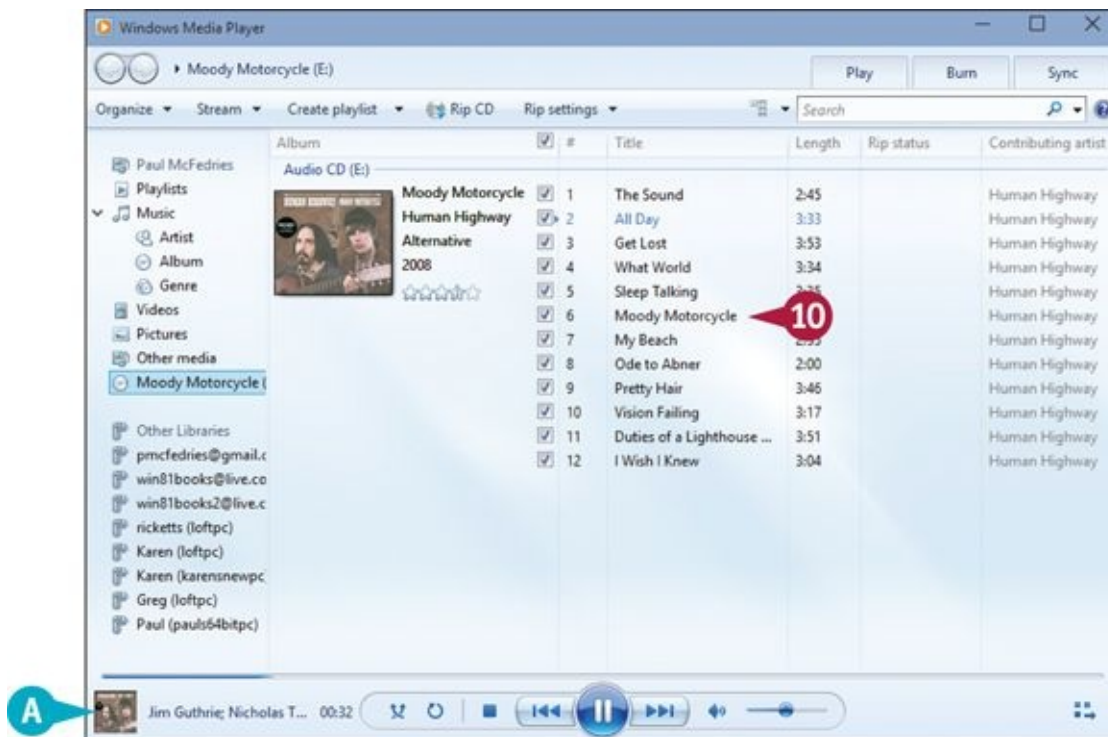 Windows Media Player
Moody Motorcycle (E:)
Play Burn Sync
Organize Stream Create playlist Rip CD Rip settings Search
Album # Title Length Rip status Contributing artist
Paul McFedries
Playlists
Music
Artist
Album
Genre
Videos
Pictures
Other media
Moody Motorcycle (
Other Libraries
pmcfedries@gmail.c
win81books@live.co
win81books2@live.c
ricketts (loftpc)
Karen (loftpc)
Karen (karensnewpc
Greg (loftpc)
Paul (pauls64bitpc)
Audio CD (E:)
Moody Motorcycle
Human Highway
Alternative
2008
1 The Sound 2:45 Human Highway
2 All Day 3:33 Human Highway
3 Get Lost 3:53 Human Highway
4 What World 3:34 Human Highway
5 Sleep Talking Human Highway
6 Moody Motorcycle 10 Human Highway
7 My Beach Human Highway
8 Ode to Abner 2:00 Human Highway
9 Pretty Hair 3:46 Human Highway
10 Vision Failing 3:17 Human Highway
11 Duties of a Lighthouse ... 3:51 Human Highway
12 I Wish I Knew 3:04 Human Highway
A
Jim Guthrie; Nicholas T... 00:32